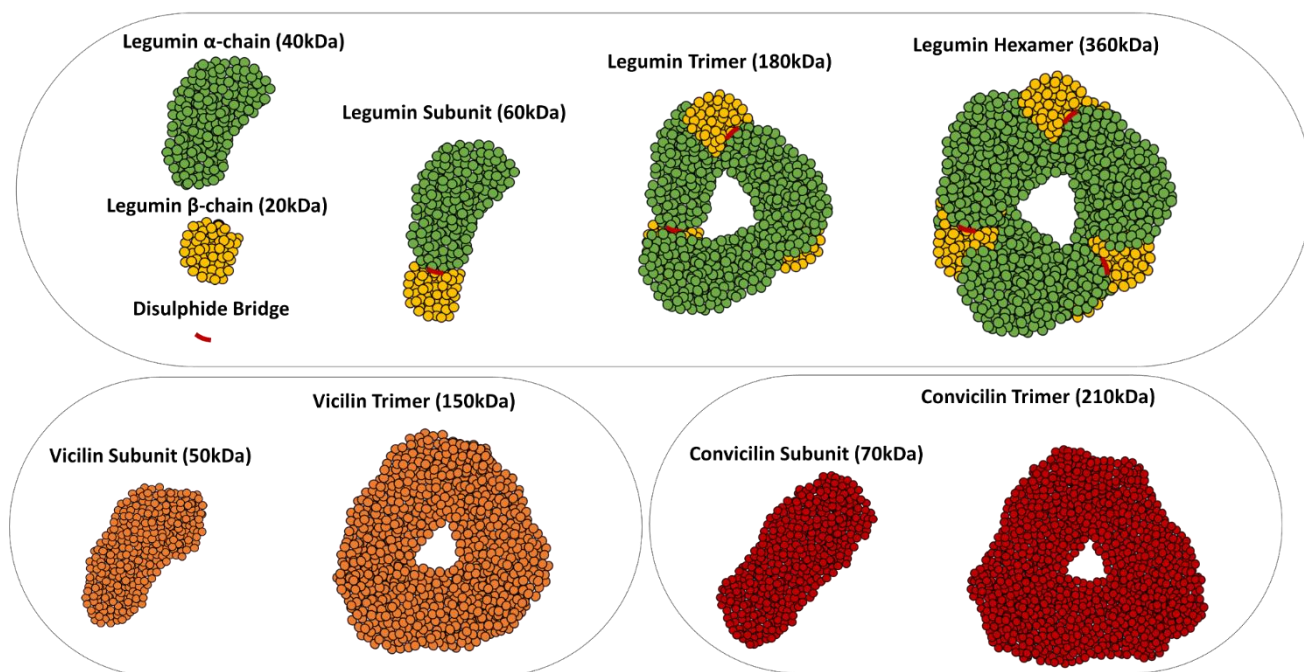 Legumin α-chain (40kDa)
Legumin β-chain (20kDa)
Disulphide Bridge
Legumin Subunit (60kDa)
Legumin Trimer (180kDa)
Legumin Hexamer (360kDa)
Vicilin Subunit (50kDa)
Vicilin Trimer (150kDa)
Convicilin Subunit (70kDa)
Convicilin Trimer (210kDa)